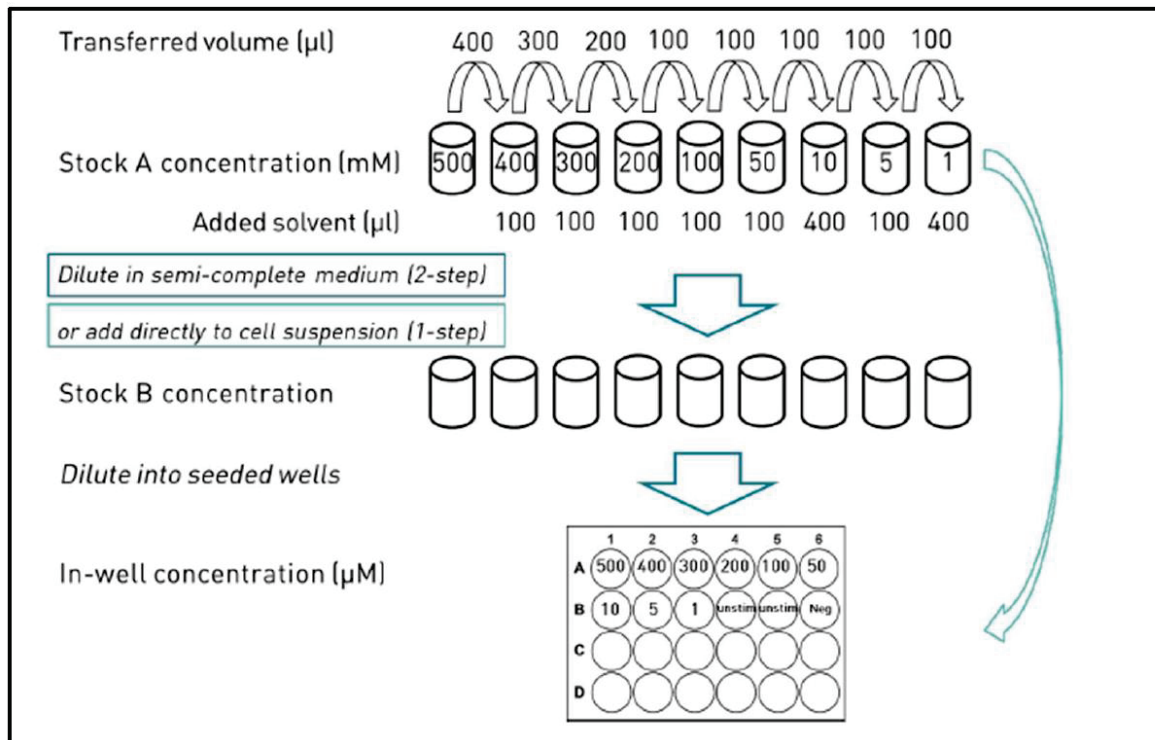 Transferred volume (µl)
400 300 200 100 100 100 100 100
Stock A concentration (mM)
500 400 300 200 100 50 10 5 1
Added solvent (µl)
100 100 100 100 100 400 100 400
Dilute in semi-complete medium (2-step)
or add directly to cell suspension (1-step)
Stock B concentration
Dilute into seeded wells
In-well concentration (µM)
1 2 3 4 5 6
A 500 400 300 200 100 50
B 10 5 1 unstim unstim Neg
C
D